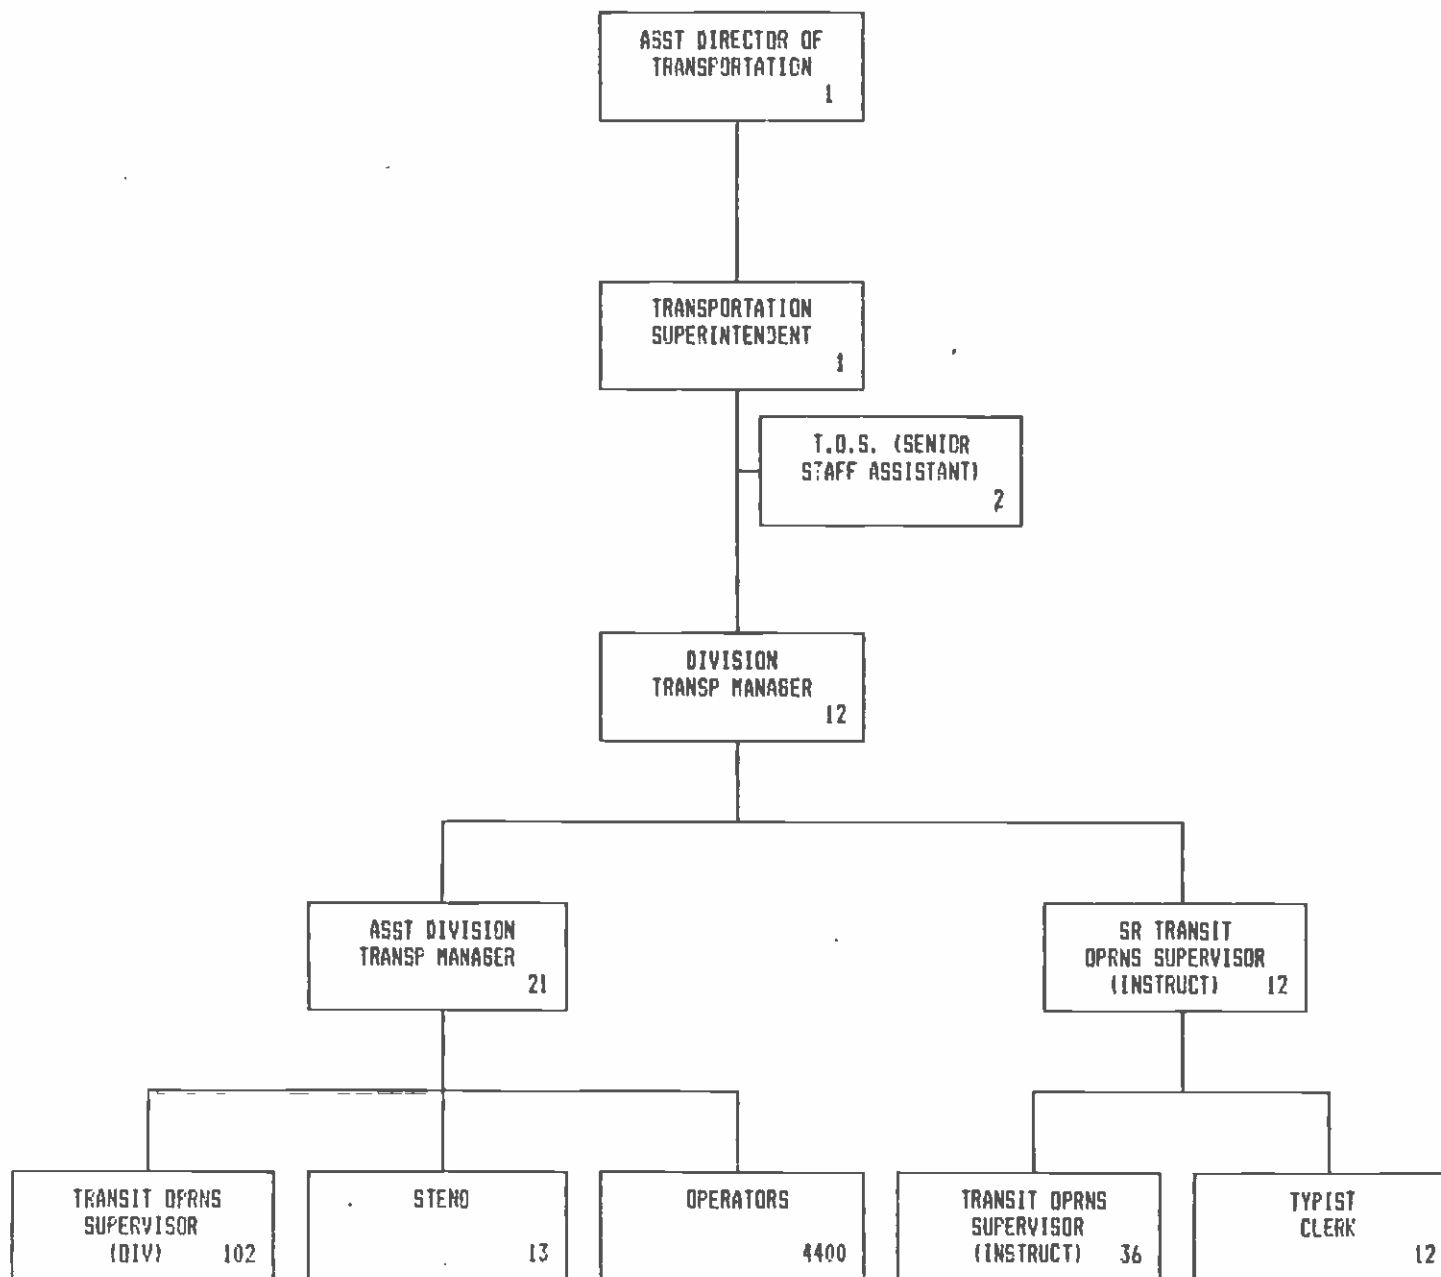 ASST DIRECTOR OF
TRANSPORTATION
1
TRANSPORTATION
SUPERINTENDENT
1
T.O.S. (SENIOR
STAFF ASSISTANT)
2
DIVISION
TRANSP MANAGER
12
ASST DIVISION
TRANSP MANAGER
21
SR TRANSIT
OPRNS SUPERVISOR
(INSTRUCT) 12
TRANSIT OPRNS
SUPERVISOR
(DIV) 102
STENO
13
OPERATORS
4400
TRANSIT OPRNS
SUPERVISOR
(INSTRUCT) 36
TYPIST
CLERK
12